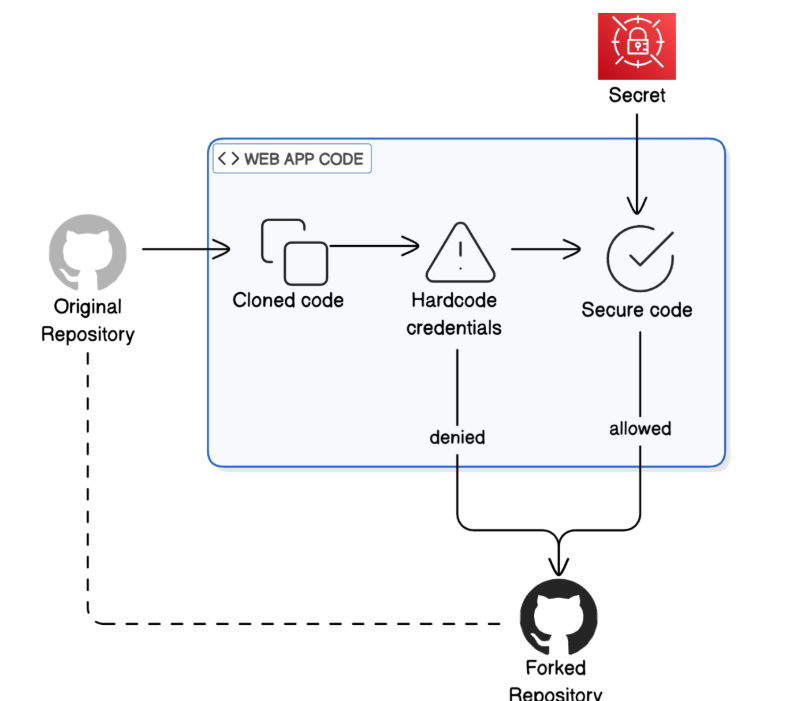 Secret
< > WEB APP CODE
Original
Repository
Cloned code
Hardcode
credentials
Secure code
denied
allowed
Forked
Repository